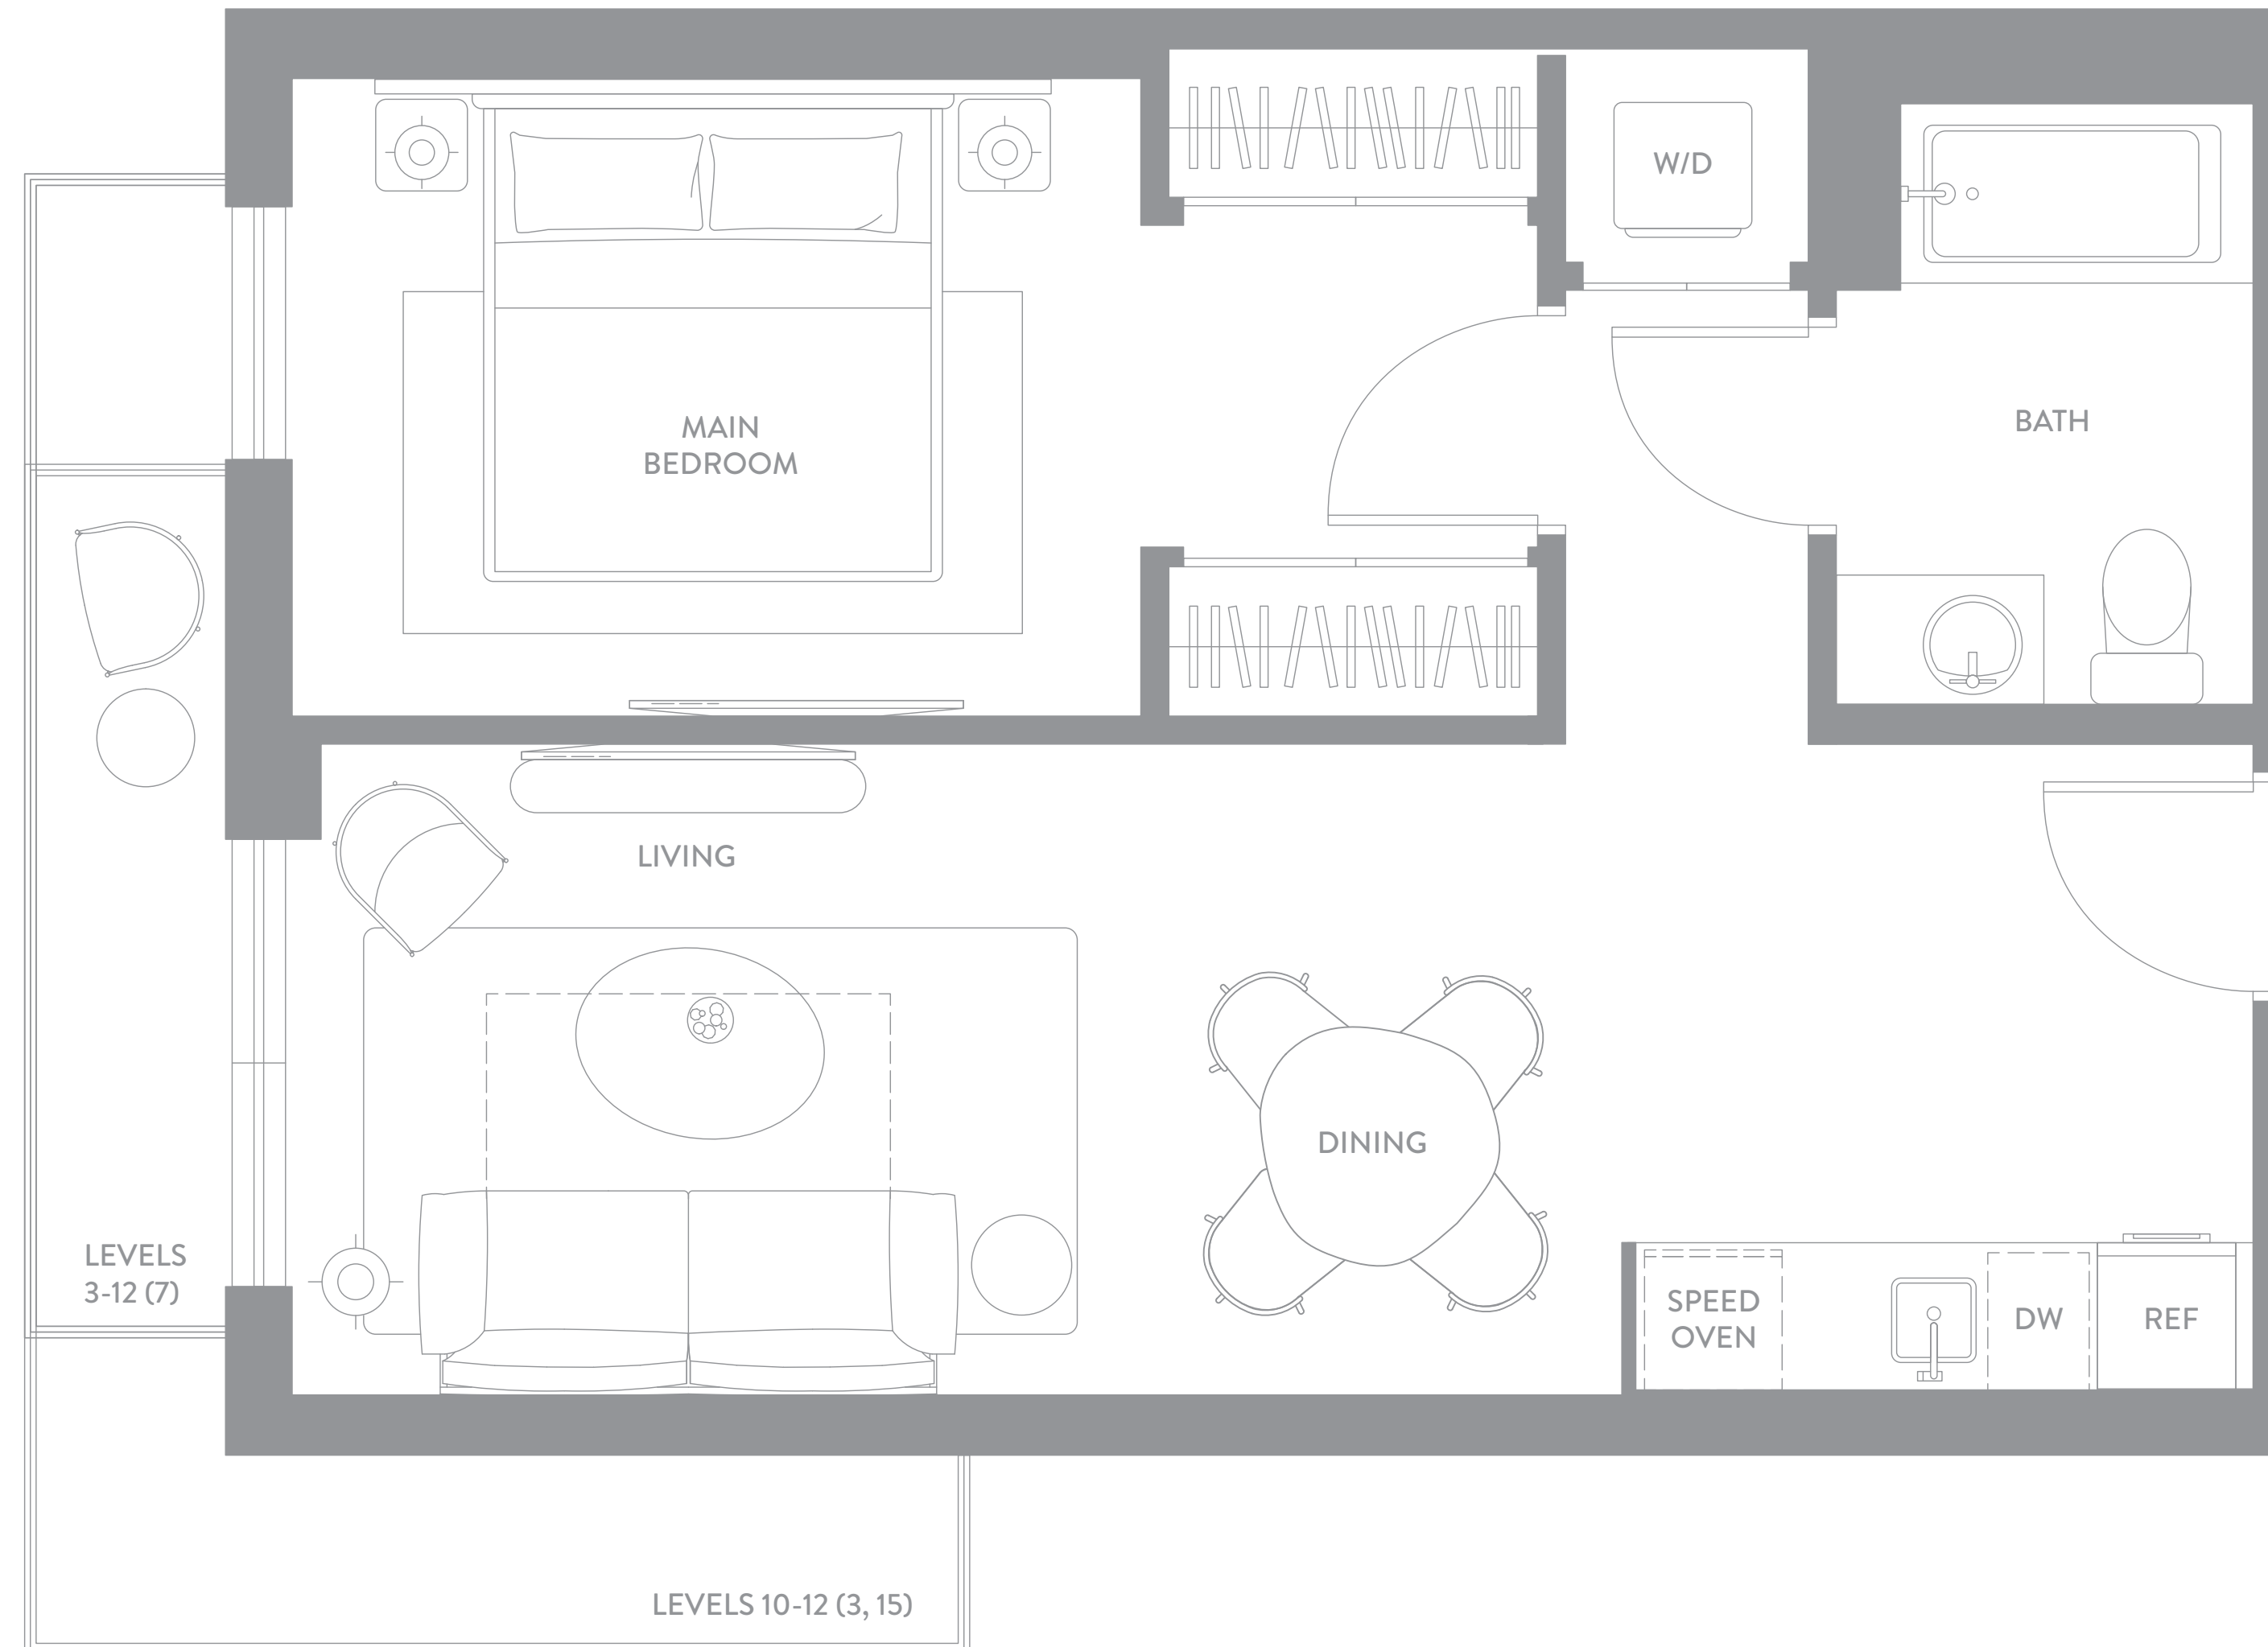 W/D
MAIN
BEDROOM
BATH
LIVING
DINING
LEVELS
3-12 (7)
SPEED
OVEN
DW
REF
LEVELS 10-12 (3, 15)